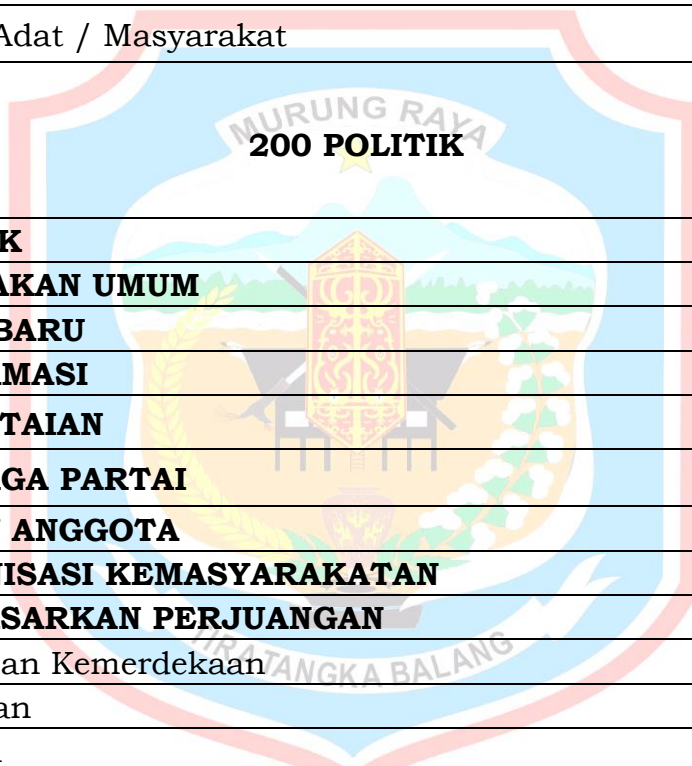 Adat / Masyarakat
MURUNG RAYA
200 POLITIK
K
AKAN UMUM
BARU
MASI
TAIAN
GA PARTAI
ANGGOTA
ISASI KEMASYARAKATAN
SARKAN PERJUANGAN
an Kemerdekaan
TIRA TANGKA BALANG
an